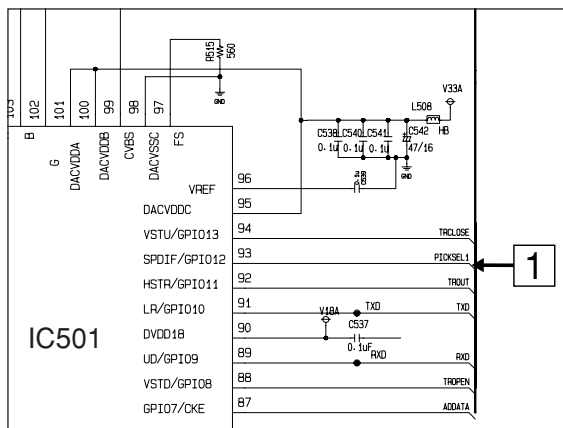 R515
560
GND
103
102
101
100
99
98
97
B
G
DACVDDA
DACVDDB
CVBS
DACVSSC
FS
V33A
L508
HB
C538
0.1u
C540
0.1u
C541
0.1u
C542
47/16
GND
0.1u
C539
VREF
96
DACVDDC
95
VSTU/GPIO13
94
TRCLOSE
SPDIF/GPIO12
93
PICKSEL1
1
HSTR/GPIO11
92
TROUT
LR/GPIO10
91
TXD
TXD
IC501
DVDD18
90
V18A
C537
0.1uF
UD/GPIO9
89
RXD
RXD
VSTD/GPIO8
88
TROPEN
GPIO7/CKE
87
ADDATA